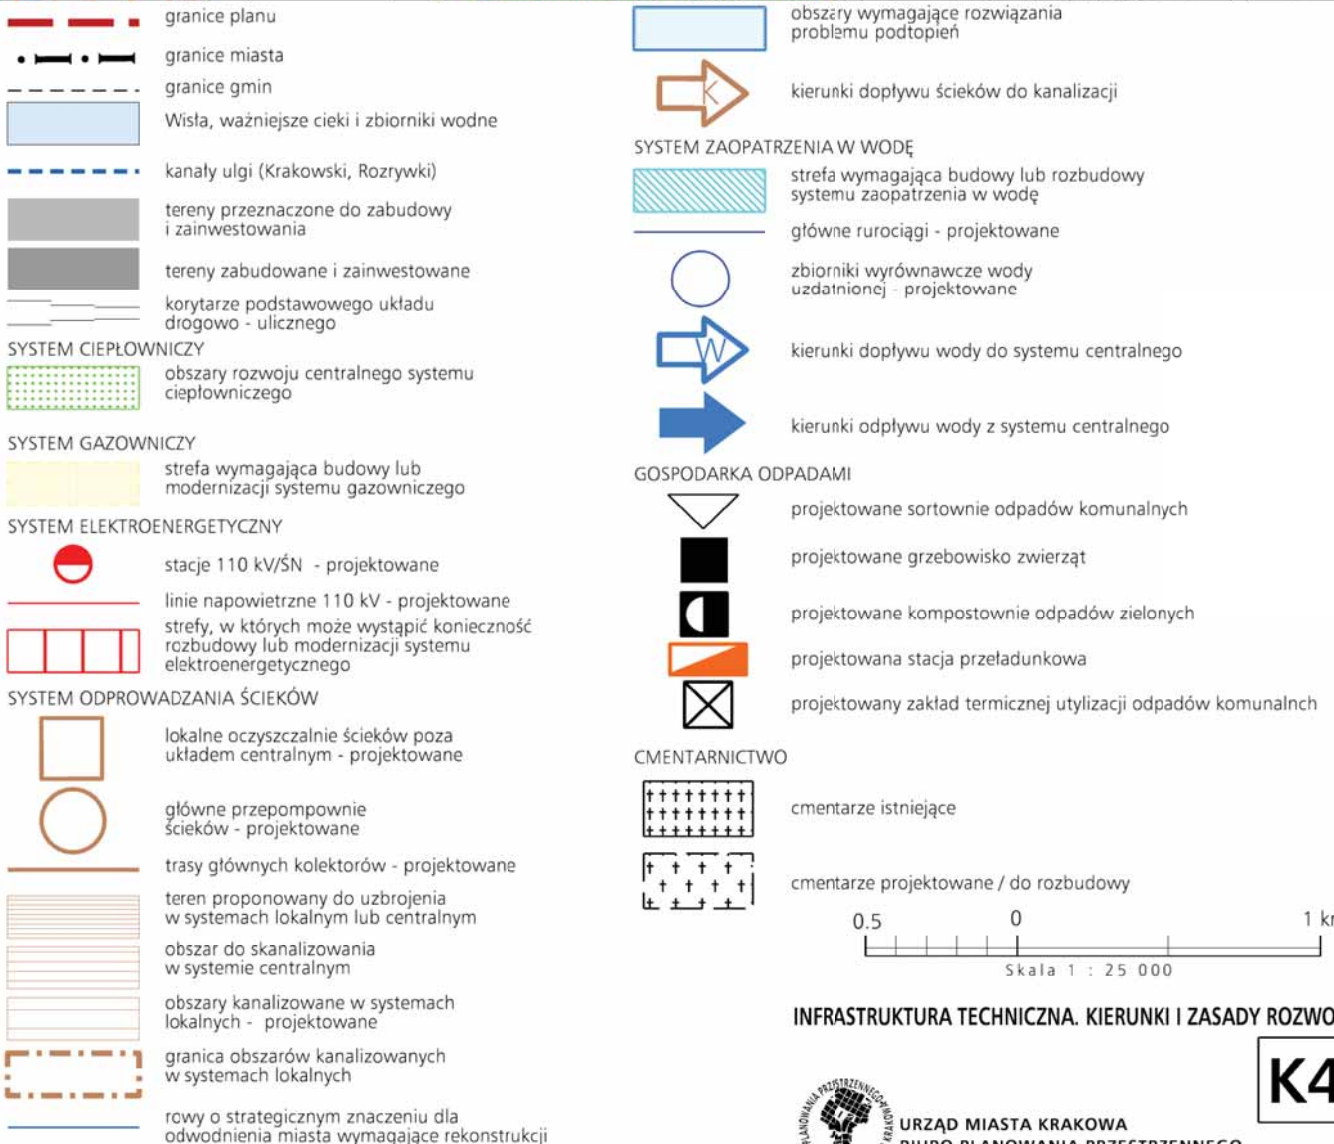 granice planu
granice miasta
granice gmin
Wisła, ważniejsze cieki i zbiorniki wodne
kanały ulgi (Krakowski, Rozrywki)
tereny przeznaczone do zabudowy
i zainwestowania
tereny zabudowane i zainwestowane
korytarze podstawowego układu
drogowo - ulicznego
SYSTEM CIEPŁOWNICZY
obszary rozwoju centralnego systemu
ciepłowniczego
SYSTEM GAZOWNICZY
strefa wymagająca budowy lub
modernizacji systemu gazowniczego
SYSTEM ELEKTROENERGETYCZNY
stacje 110 kV/ŚN - projektowane
linie napowietrzne 110 kV - projektowane
strefy, w których może wystąpić konieczność
rozbudowy lub modernizacji systemu
elektroenergetycznego
SYSTEM ODPROWADZANIA ŚCIEKÓW
lokalne oczyszczalnie ścieków poza
układem centralnym - projektowane
główne przepompownie
ścieków - projektowane
trasy głównych kolektorów - projektowane
teren proponowany do uzbrojenia
w systemach lokalnym lub centralnym
obszar do skanalizowania
w systemie centralnym
obszary kanalizowane w systemach
lokalnych - projektowane
granica obszarów kanalizowanych
w systemach lokalnych
rowy o strategicznym znaczeniu dla
odwodnienia miasta wymagające rekonstrukcji
obszary wymagające rozwiązania
problemu podtopień
K
kierunki dopływu ścieków do kanalizacji
SYSTEM ZAOPATRZENIA W WODĘ
strefa wymagająca budowy lub rozbudowy
systemu zaopatrzenia w wodę
główne rurociągi - projektowane
zbiorniki wyrównawcze wody
uzdatnionej - projektowane
W
kierunki dopływu wody do systemu centralnego
kierunki odpływu wody z systemu centralnego
GOSPODARKA ODPADAMI
projektowane sortownie odpadów komunalnych
projektowane grzebowisko zwierząt
projektowane kompostownie odpadów zielonych
projektowana stacja przeładunkowa
projektowany zakład termicznej utylizacji odpadów komunalnch
CMENTARNICTWO
cmentarze istniejące
cmentarze projektowane / do rozbudowy
0.5 0 1 km
Skala 1 : 25 000
INFRASTRUKTURA TECHNICZNA. KIERUNKI I ZASADY ROZWO
K4
URZĄD MIASTA KRAKOWA
BIURO PLANOWANIA PRZESTRZENNEGO